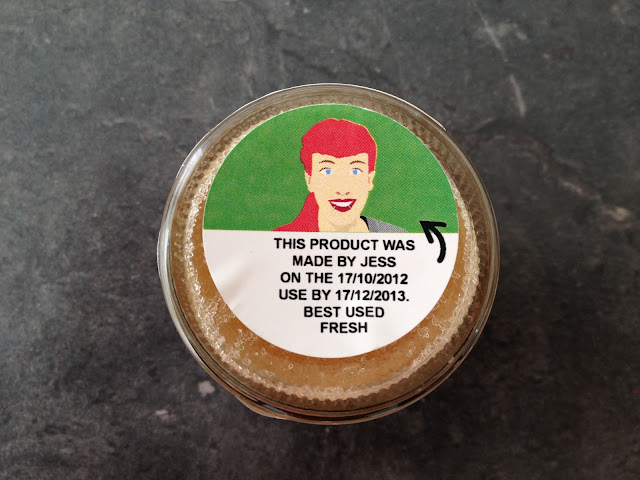 THIS PRODUCT WAS
MADE BY JESS
ON THE 17/10/2012
USE BY 17/12/2013.
BEST USED
FRESH